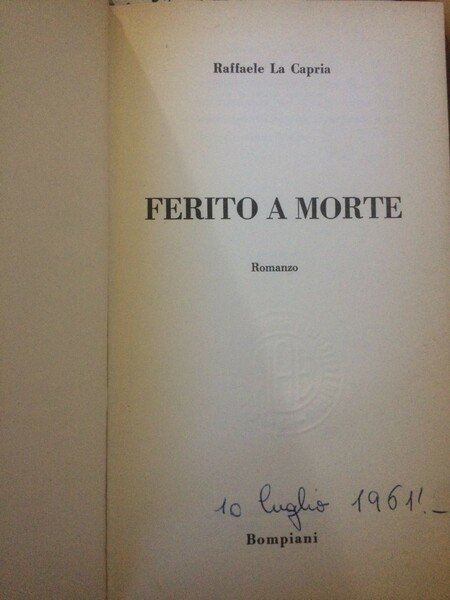 Raffaele La Capria
FERITO A MORTE
Romanzo
10 luglio 1961!-
Bompiani